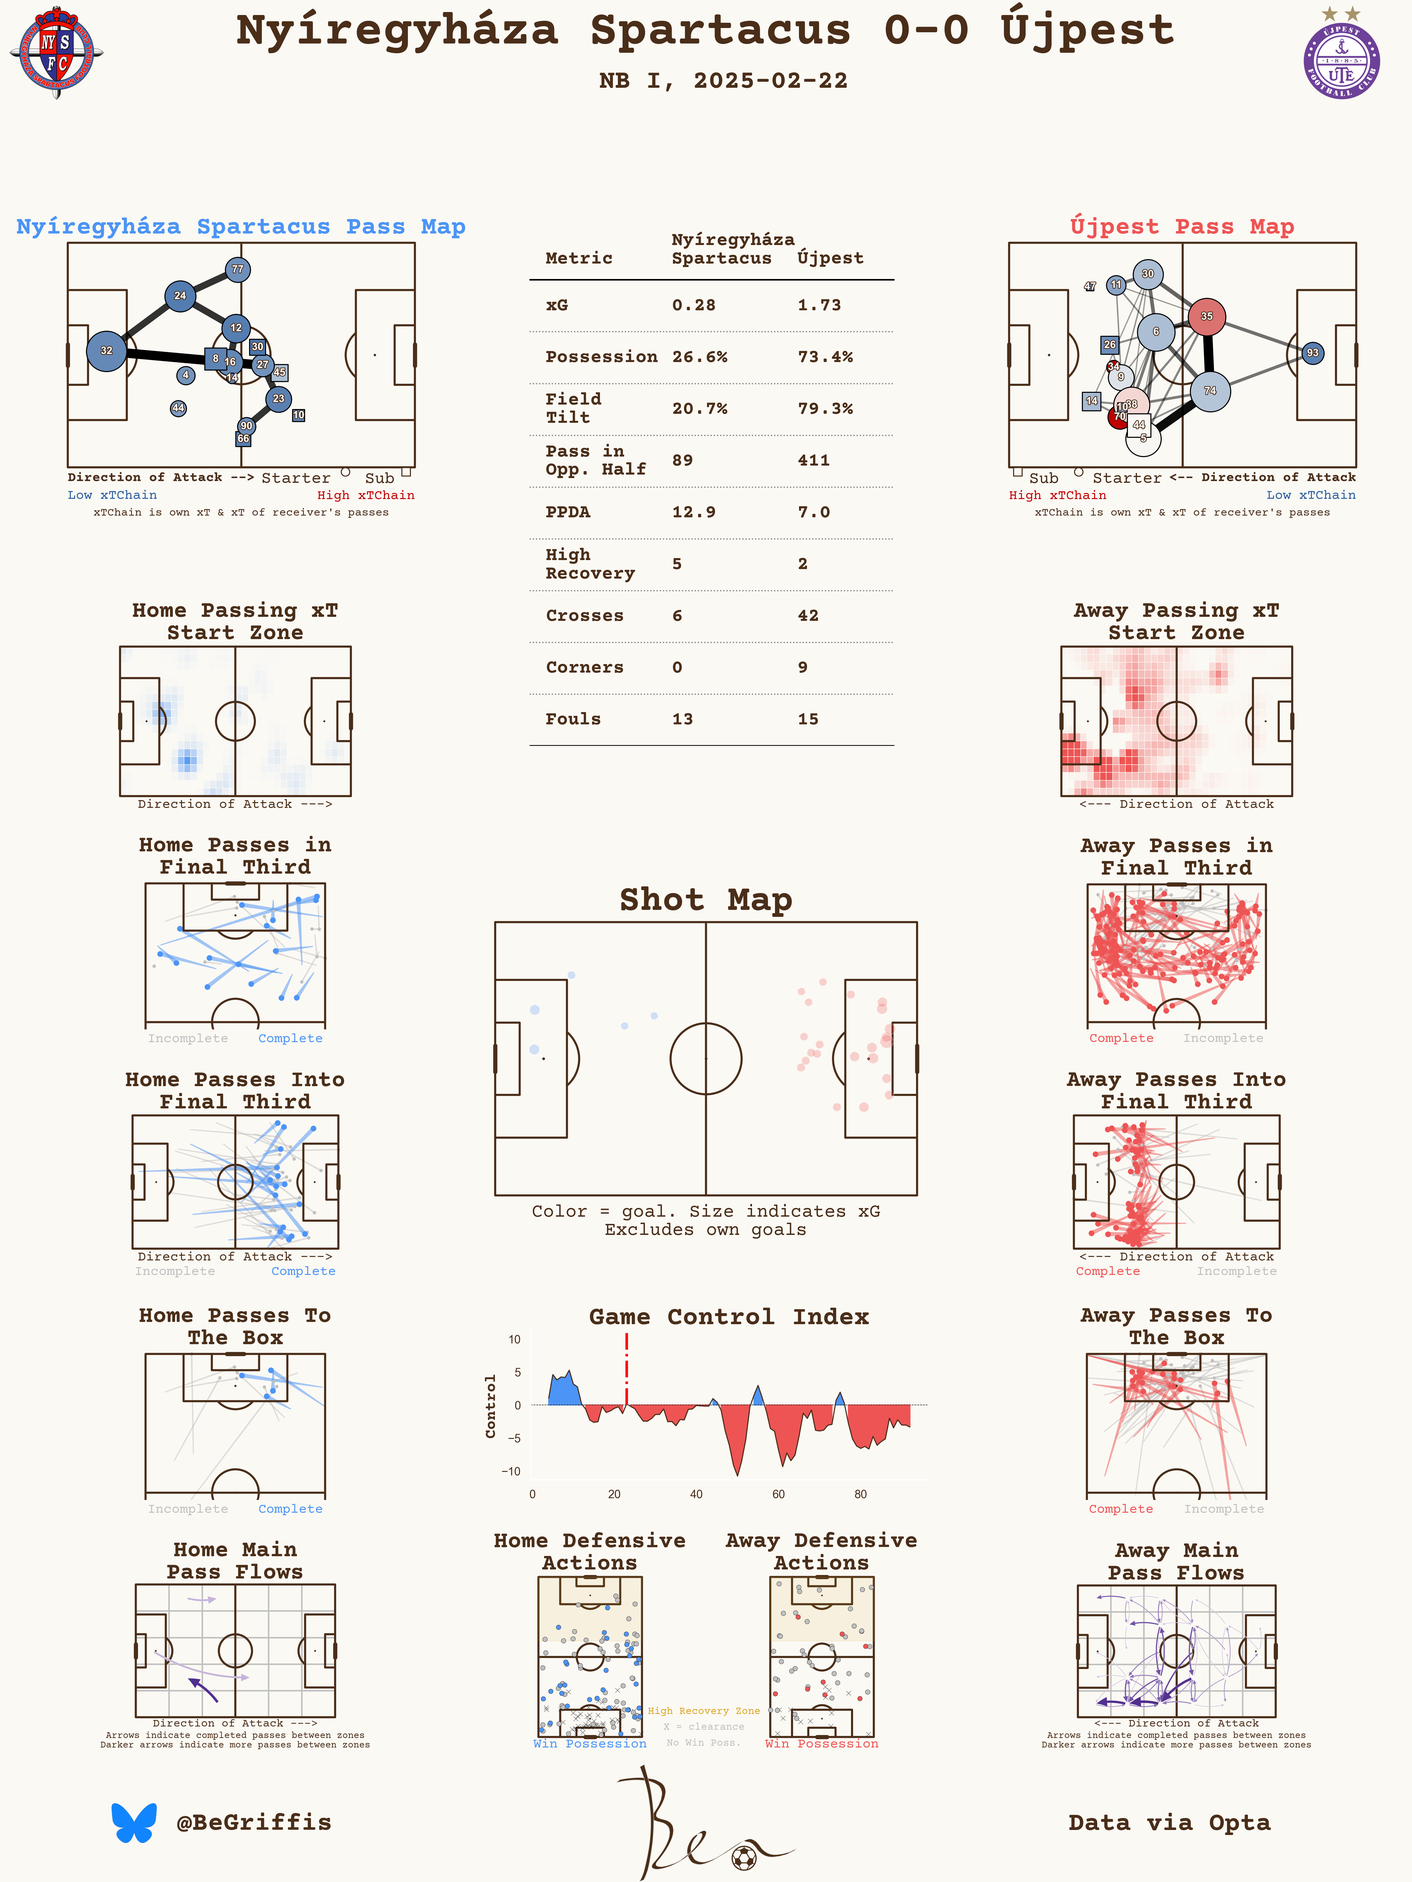 Nyíregyháza Spartacus 0-0 Újpest
NB I, 2025-02-22
NY S
F C
ÚJPEST
·1·8·8·5·
UTE
FOOTBALL CLUB
Nyíregyháza Spartacus Pass Map
77
24
12
32
8
16
30
27
45
14
4
23
44
10
90
66
Direction of Attack --> Starter Sub
Low xTChain High xTChain
xTChain is own xT & xT of receiver's passes
Metric Nyíregyháza Spartacus Újpest
xG 0.28 1.73
Possession 26.6% 73.4%
Field Tilt 20.7% 79.3%
Pass in Opp. Half 89 411
PPDA 12.9 7.0
High Recovery 5 2
Crosses 6 42
Corners 0 9
Fouls 13 15
Újpest Pass Map
47
11
30
35
6
26
93
34
9
74
14
10
38
70
44
5
Sub Starter <-- Direction of Attack
High xTChain Low xTChain
xTChain is own xT & xT of receiver's passes
Home Passing xT
Start Zone
Direction of Attack --->
Away Passing xT
Start Zone
<--- Direction of Attack
Home Passes in
Final Third
Incomplete Complete
Away Passes in
Final Third
Complete Incomplete
Shot Map
Color = goal. Size indicates xG
Excludes own goals
Home Passes Into
Final Third
Direction of Attack --->
Incomplete Complete
Away Passes Into
Final Third
<--- Direction of Attack
Complete Incomplete
Home Passes To
The Box
Incomplete Complete
Game Control Index
Control
10
5
0
−5
−10
0 20 40 60 80
Away Passes To
The Box
Complete Incomplete
Home Main
Pass Flows
Direction of Attack --->
Arrows indicate completed passes between zones
Darker arrows indicate more passes between zones
Home Defensive
Actions
Win Possession
High Recovery Zone
X = clearance
No Win Poss.
Away Defensive
Actions
Win Possession
Away Main
Pass Flows
<--- Direction of Attack
Arrows indicate completed passes between zones
Darker arrows indicate more passes between zones
@BeGriffis
Data via Opta